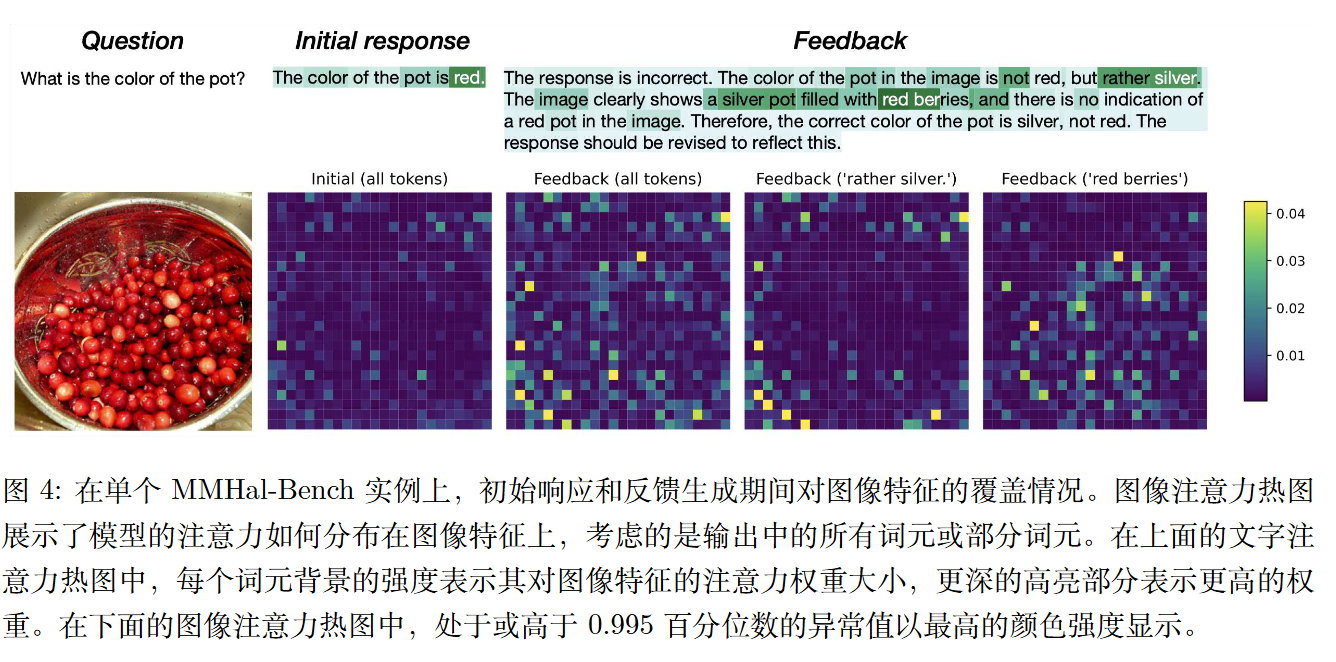 Question
Initial response
Feedback
What is the color of the pot?
The color of the pot is red.
The response is incorrect. The color of the pot in the image is not red, but rather silver.
The image clearly shows a silver pot filled with red berries, and there is no indication of
a red pot in the image. Therefore, the correct color of the pot is silver, not red. The
response should be revised to reflect this.
Initial (all tokens)
Feedback (all tokens)
Feedback ('rather silver.')
Feedback ('red berries')
0.04
0.03
0.02
0.01
图 4: 在单个 MMHal-Bench 实例上，初始响应和反馈生成期间对图像特征的覆盖情况。图像注意力热图
展示了模型的注意力如何分布在图像特征上，考虑的是输出中的所有词元或部分词元。在上面的文字注
意力热图中，每个词元背景的强度表示其对图像特征的注意力权重大小，更深的高亮部分表示更高的权
重。在下面的图像注意力热图中，处于或高于 0.995 百分位数的异常值以最高的颜色强度显示。